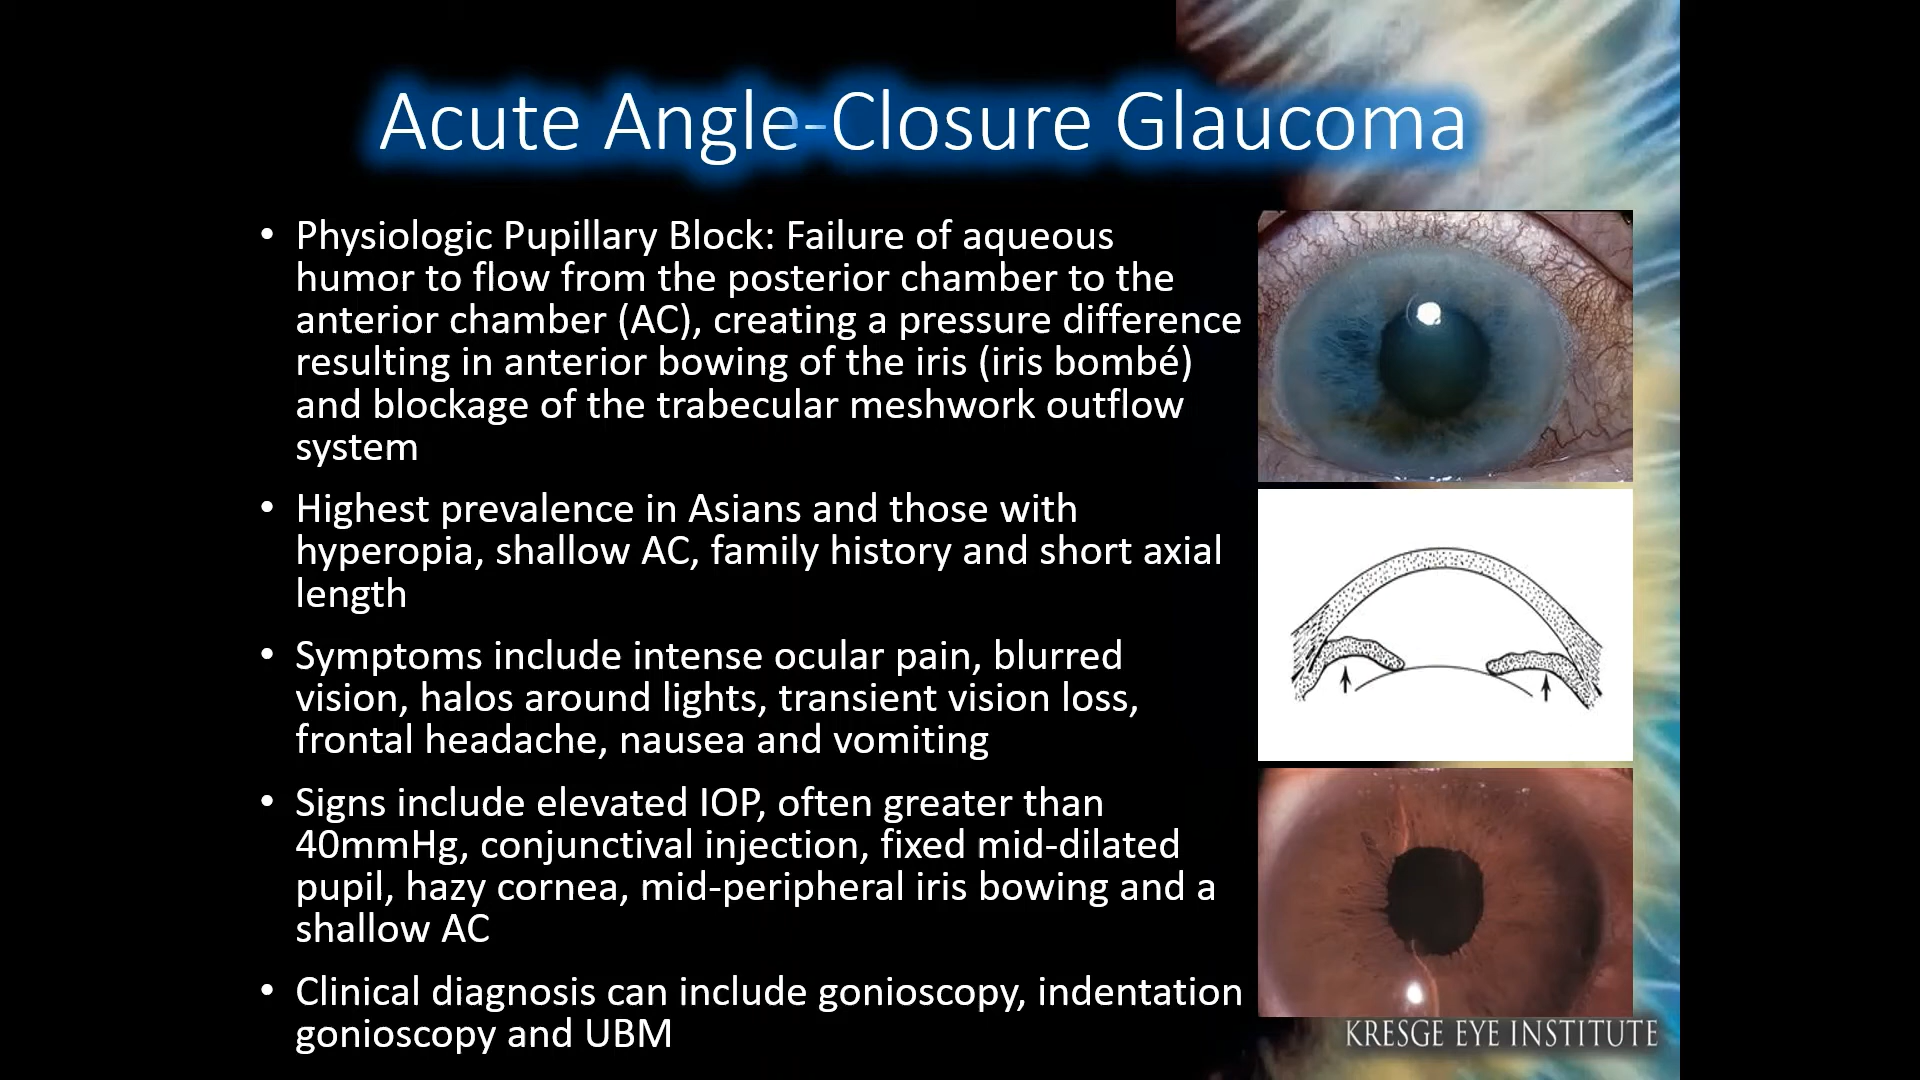 Acute Angle-Closure Glaucoma
• Physiologic Pupillary Block: Failure of aqueous
humor to flow from the posterior chamber to the
anterior chamber (AC), creating a pressure difference
resulting in anterior bowing of the iris (iris bombé)
and blockage of the trabecular meshwork outflow
system
• Highest prevalence in Asians and those with
hyperopia, shallow AC, family history and short axial
length
• Symptoms include intense ocular pain, blurred
vision, halos around lights, transient vision loss,
frontal headache, nausea and vomiting
• Signs include elevated IOP, often greater than
40mmHg, conjunctival injection, fixed mid-dilated
pupil, hazy cornea, mid-peripheral iris bowing and a
shallow AC
• Clinical diagnosis can include gonioscopy, indentation
gonioscopy and UBM
KRESGE EYE INSTITUTE